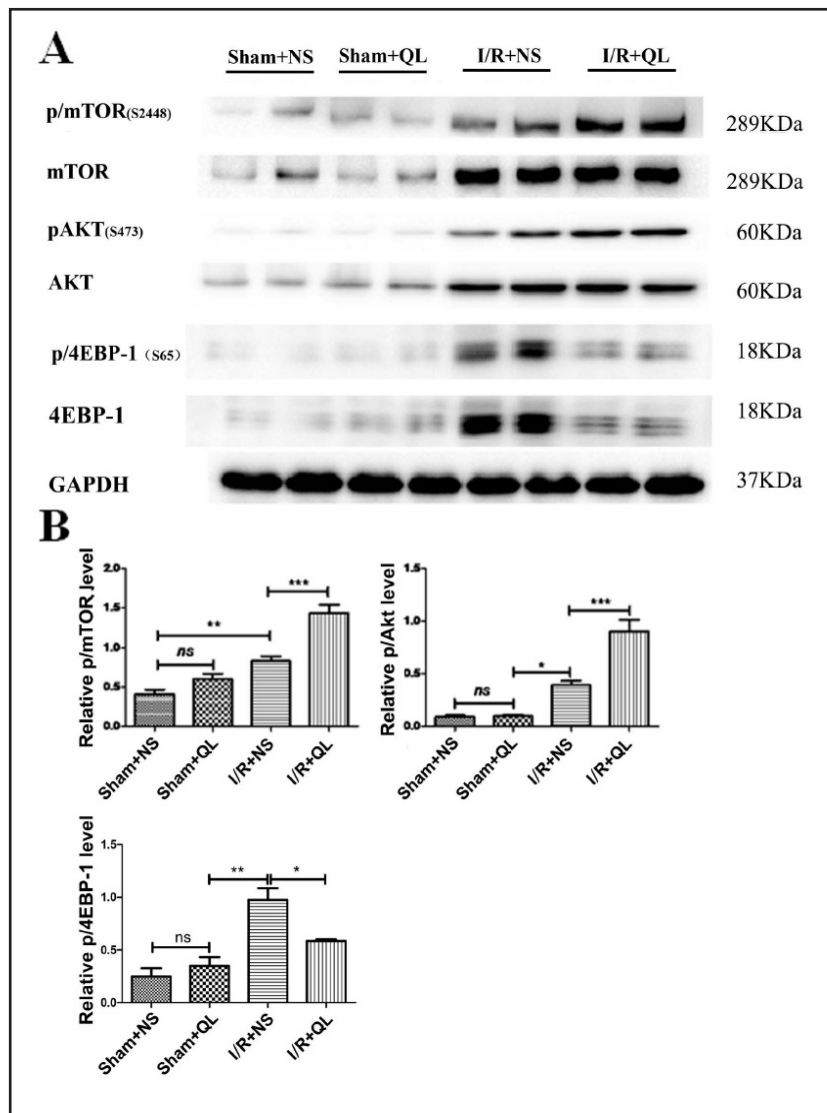 A
Sham+NS Sham+QL I/R+NS I/R+QL
p/mTOR(S2448) 289KDa
mTOR 289KDa
pAKT(S473) 60KDa
AKT 60KDa
p/4EBP-1（S65） 18KDa
4EBP-1 18KDa
GAPDH 37KDa
B
Relative p/mTOR level
2.0
1.5
1.0
0.5
0.0
ns
**
***
Sham+NS
Sham+QL
I/R+NS
I/R+QL
Relative p/Akt level
1.5
1.0
0.5
0.0
ns
*
***
Sham+NS
Sham+QL
I/R+NS
I/R+QL
Relative p/4EBP-1 level
1.5
1.0
0.5
0.0
ns
**
*
Sham+NS
Sham+QL
I/R+NS
I/R+QL